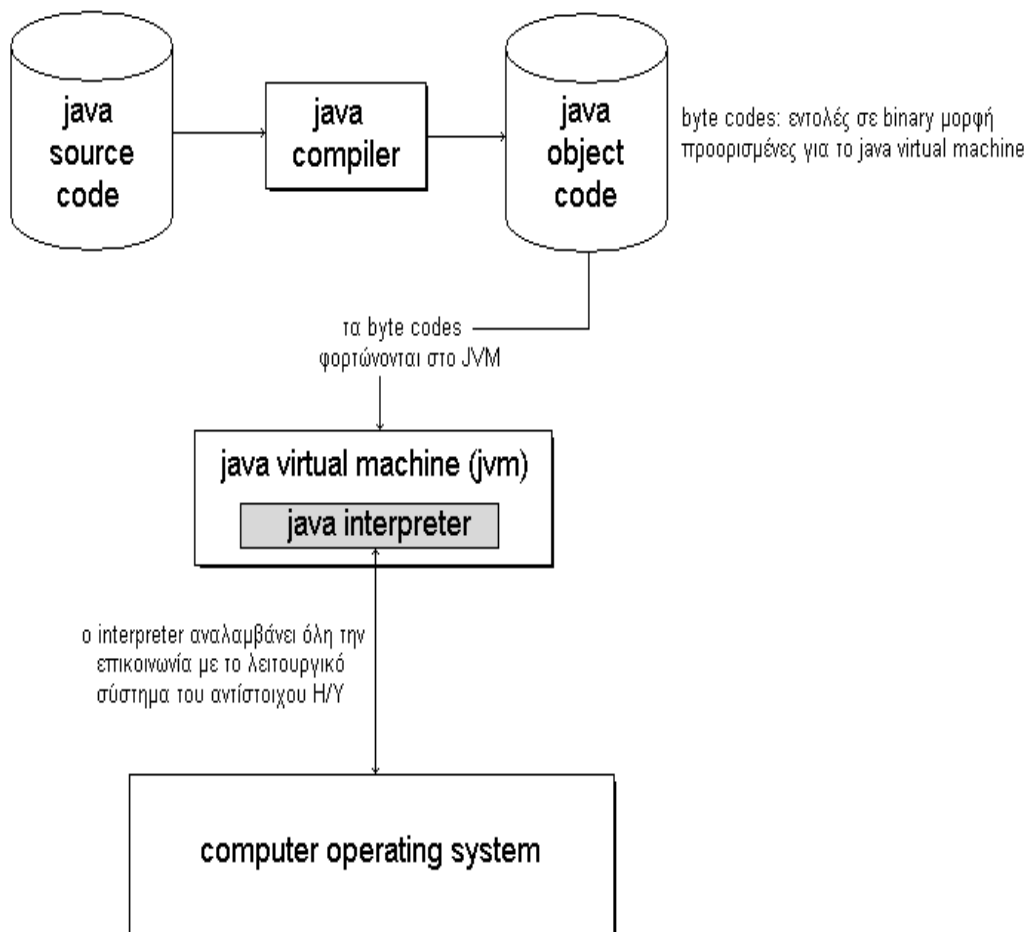 java
source
code
java
compiler
java
object
code
byte codes: εντολές σε binary μορφή
προορισμένες για το java virtual machine
τα byte codes
φορτώνονται στο JVM
java virtual machine (jvm)
java interpreter
ο interpreter αναλαμβάνει όλη την
επικοινωνία με το λειτουργικό
σύστημα του αντίστοιχου Η/Υ
computer operating system